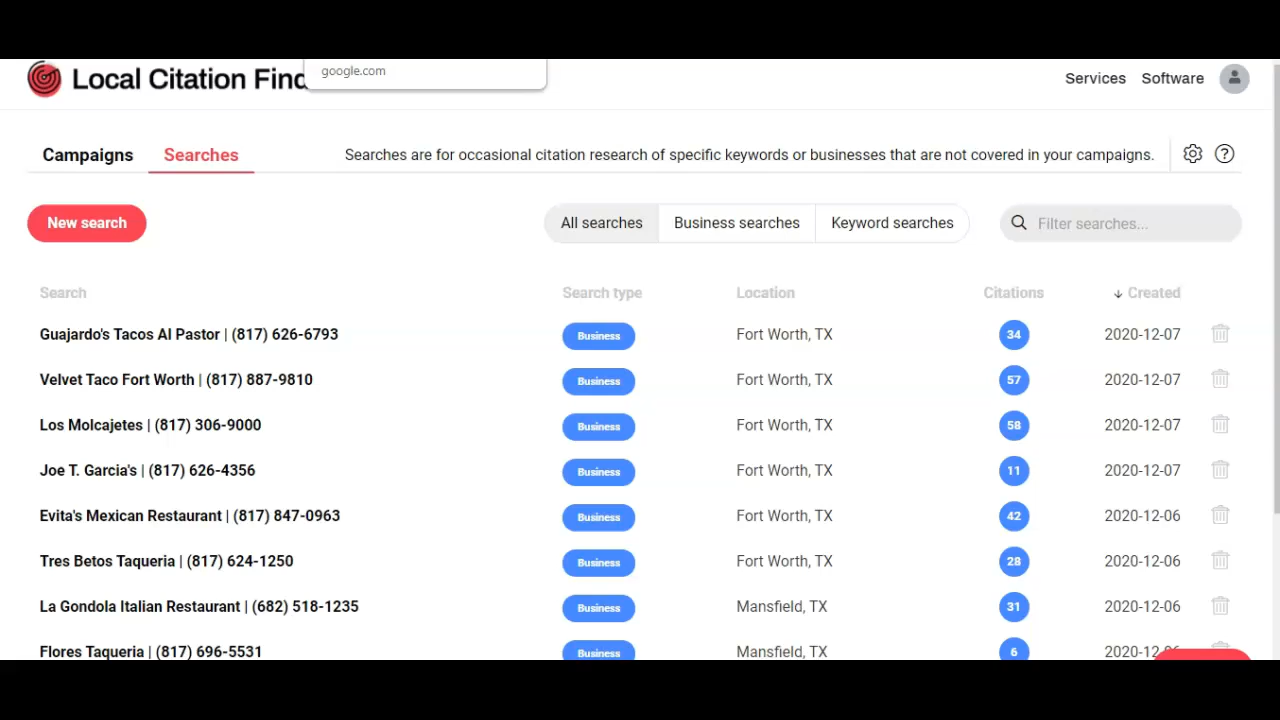 google.com
Local Citation Find
Services Software
Campaigns Searches Searches are for occasional citation research of specific keywords or businesses that are not covered in your campaigns.
New search All searches Business searches Keyword searches Filter searches...
Search Search type Location Citations Created
Guajardo's Tacos Al Pastor | (817) 626-6793 Business Fort Worth, TX 34 2020-12-07
Velvet Taco Fort Worth | (817) 887-9810 Business Fort Worth, TX 57 2020-12-07
Los Molcajetes | (817) 306-9000 Business Fort Worth, TX 58 2020-12-07
Joe T. Garcia's | (817) 626-4356 Business Fort Worth, TX 11 2020-12-07
Evita's Mexican Restaurant | (817) 847-0963 Business Fort Worth, TX 42 2020-12-06
Tres Betos Taqueria | (817) 624-1250 Business Fort Worth, TX 28 2020-12-06
La Gondola Italian Restaurant | (682) 518-1235 Business Mansfield, TX 31 2020-12-06
Flores Taqueria | (817) 696-5531 Business Mansfield, TX 6